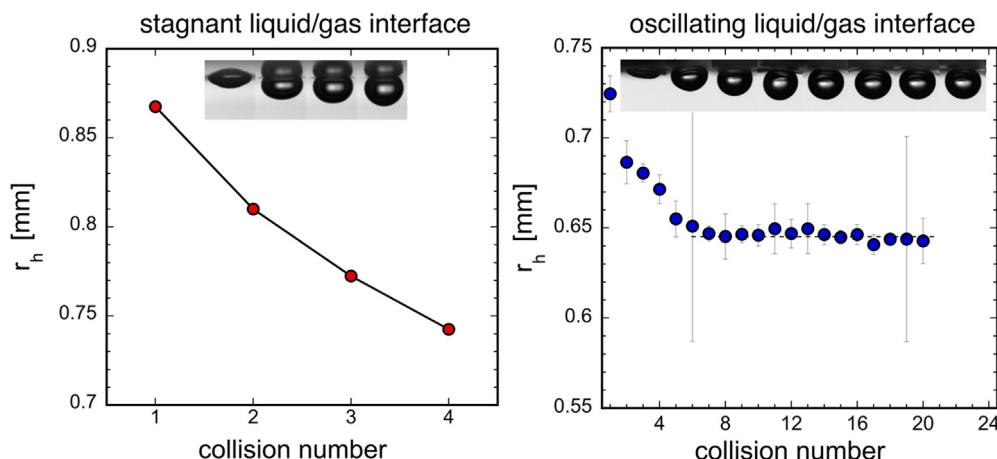 stagnant liquid/gas interface
0.9
0.85
0.8
0.75
0.7
r_h [mm]
1 2 3 4
collision number
oscillating liquid/gas interface
0.75
0.7
0.65
0.6
0.55
r_h [mm]
4 8 12 16 20 24
collision number